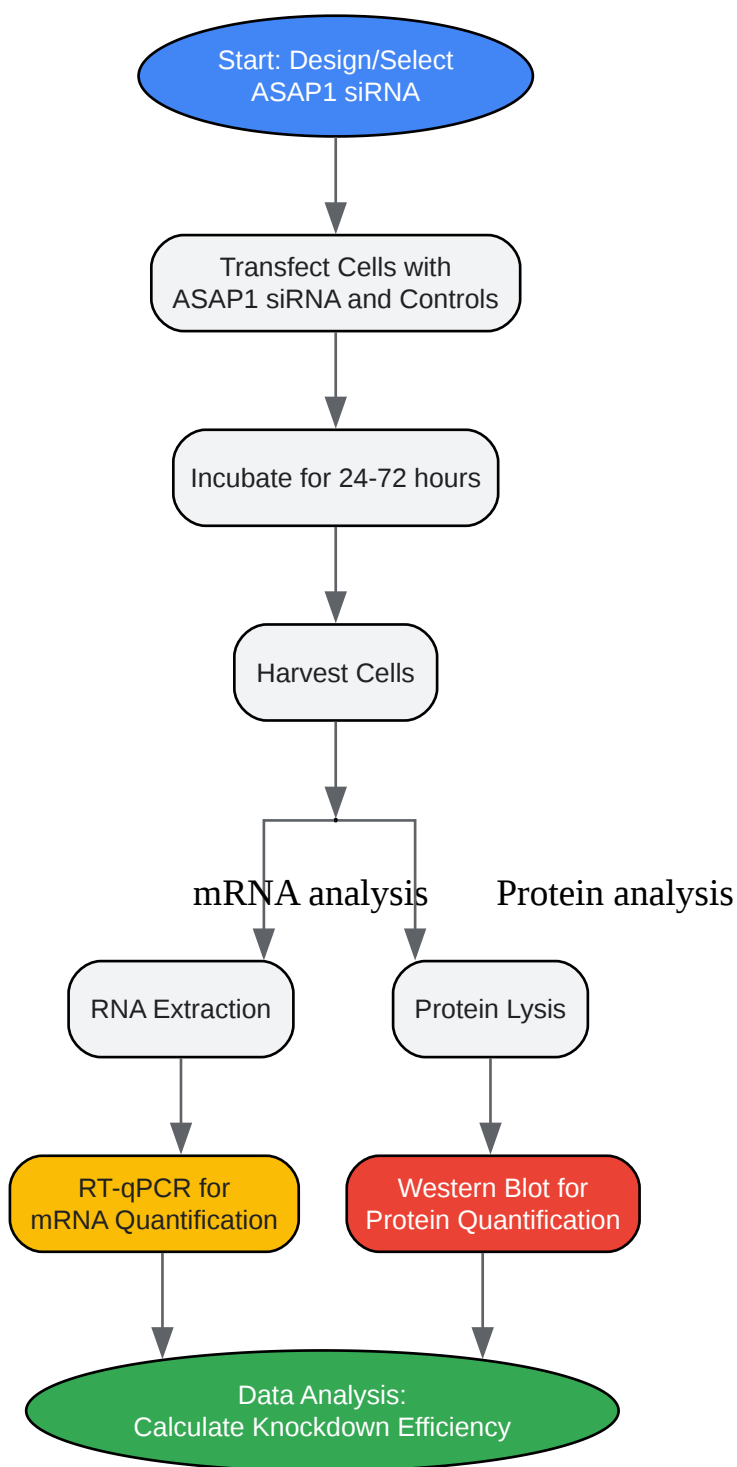 Start: Design/Select
ASAP1 siRNA
Transfect Cells with
ASAP1 siRNA and Controls
Incubate for 24-72 hours
Harvest Cells
mRNA analysis
Protein analysis
RNA Extraction
Protein Lysis
RT-qPCR for
mRNA Quantification
Western Blot for
Protein Quantification
Data Analysis:
Calculate Knockdown Efficiency